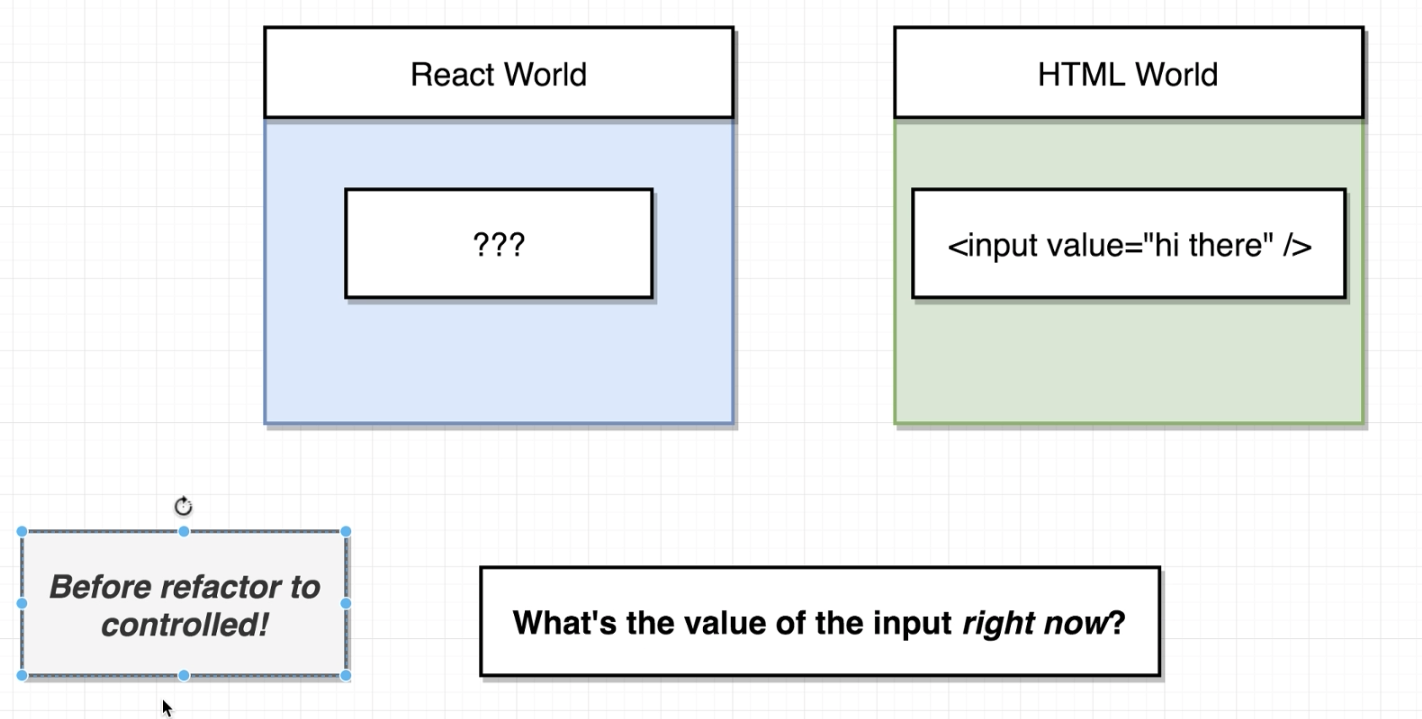 React World
HTML World
???
<input value="hi there" />
Before refactor to
controlled!
What's the value of the input right now?